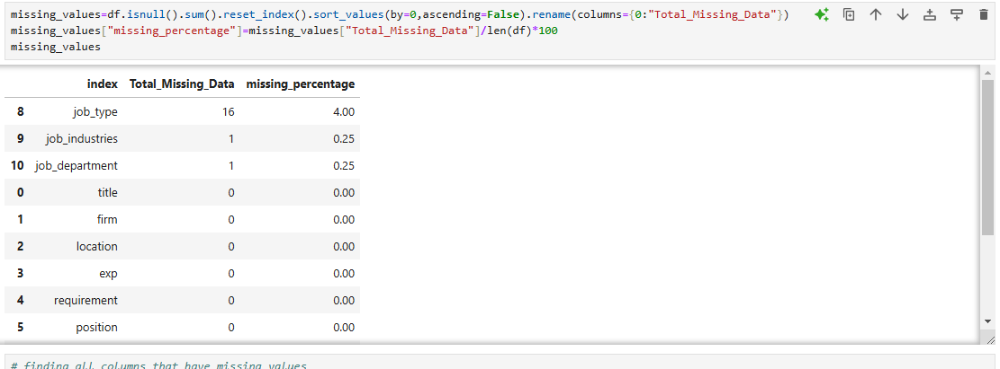 missing_values=df.isnull().sum().reset_index().sort_values(by=0,ascending=False).rename(columns={0:"Total_Missing_Data"})
missing_values["missing_percentage"]=missing_values["Total_Missing_Data"]/len(df)*100
missing_values
index Total_Missing_Data missing_percentage
8 job_type 16 4.00
9 job_industries 1 0.25
10 job_department 1 0.25
0 title 0 0.00
1 firm 0 0.00
2 location 0 0.00
3 exp 0 0.00
4 requirement 0 0.00
5 position 0 0.00
# finding all columns that have missing values